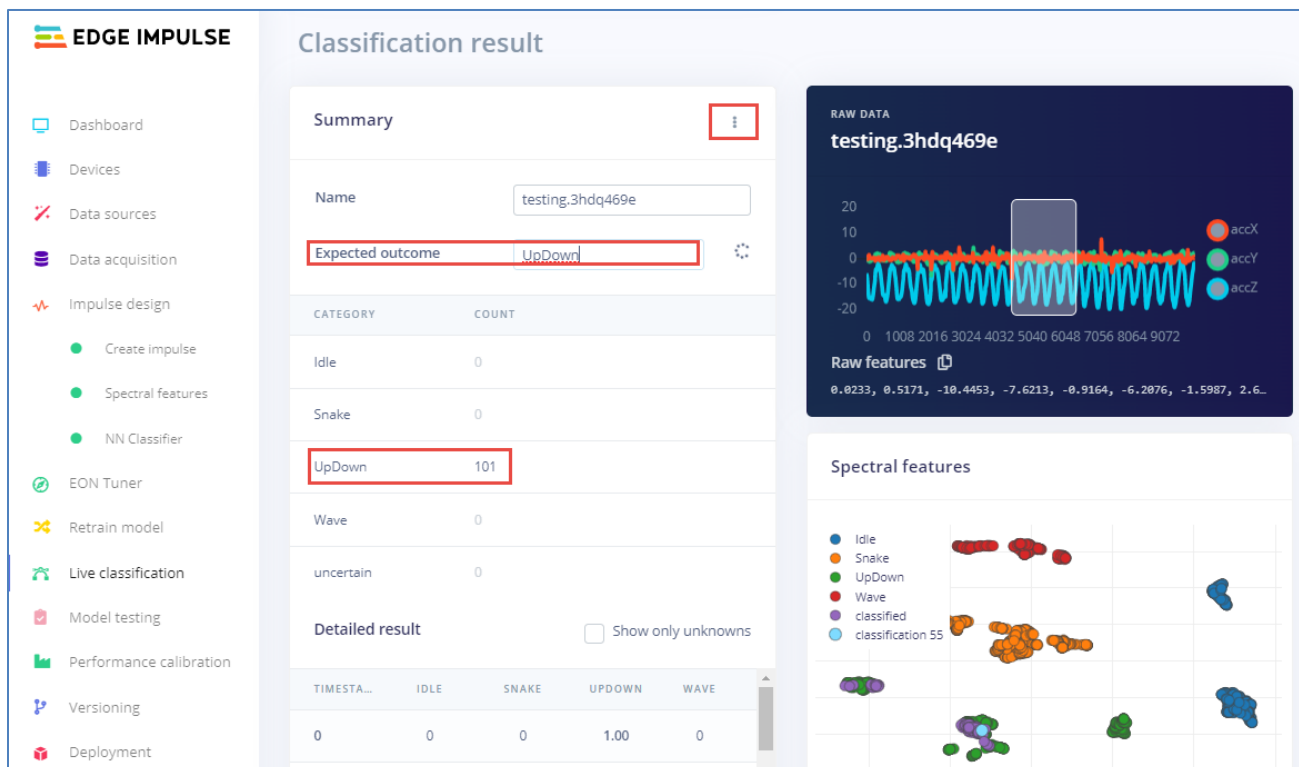 EDGE IMPULSE
Dashboard
Devices
Data sources
Data acquisition
Impulse design
Create impulse
Spectral features
NN Classifier
EON Tuner
Retrain model
Live classification
Model testing
Performance calibration
Versioning
Deployment
Classification result
Summary
Name testing.3hdq469e
Expected outcome UpDown
CATEGORY COUNT
Idle 0
Snake 0
UpDown 101
Wave 0
uncertain 0
Detailed result Show only unknowns
TIMESTA... IDLE SNAKE UPDOWN WAVE
0 0 0 1.00 0
RAW DATA
testing.3hdq469e
20
10
0
-10
-20
accX
accY
accZ
0 1008 2016 3024 4032 5040 6048 7056 8064 9072
Raw features
0.0233, 0.5171, -10.4453, -7.6213, -0.9164, -6.2076, -1.5987, 2.6…
Spectral features
Idle
Snake
UpDown
Wave
classified
classification 55